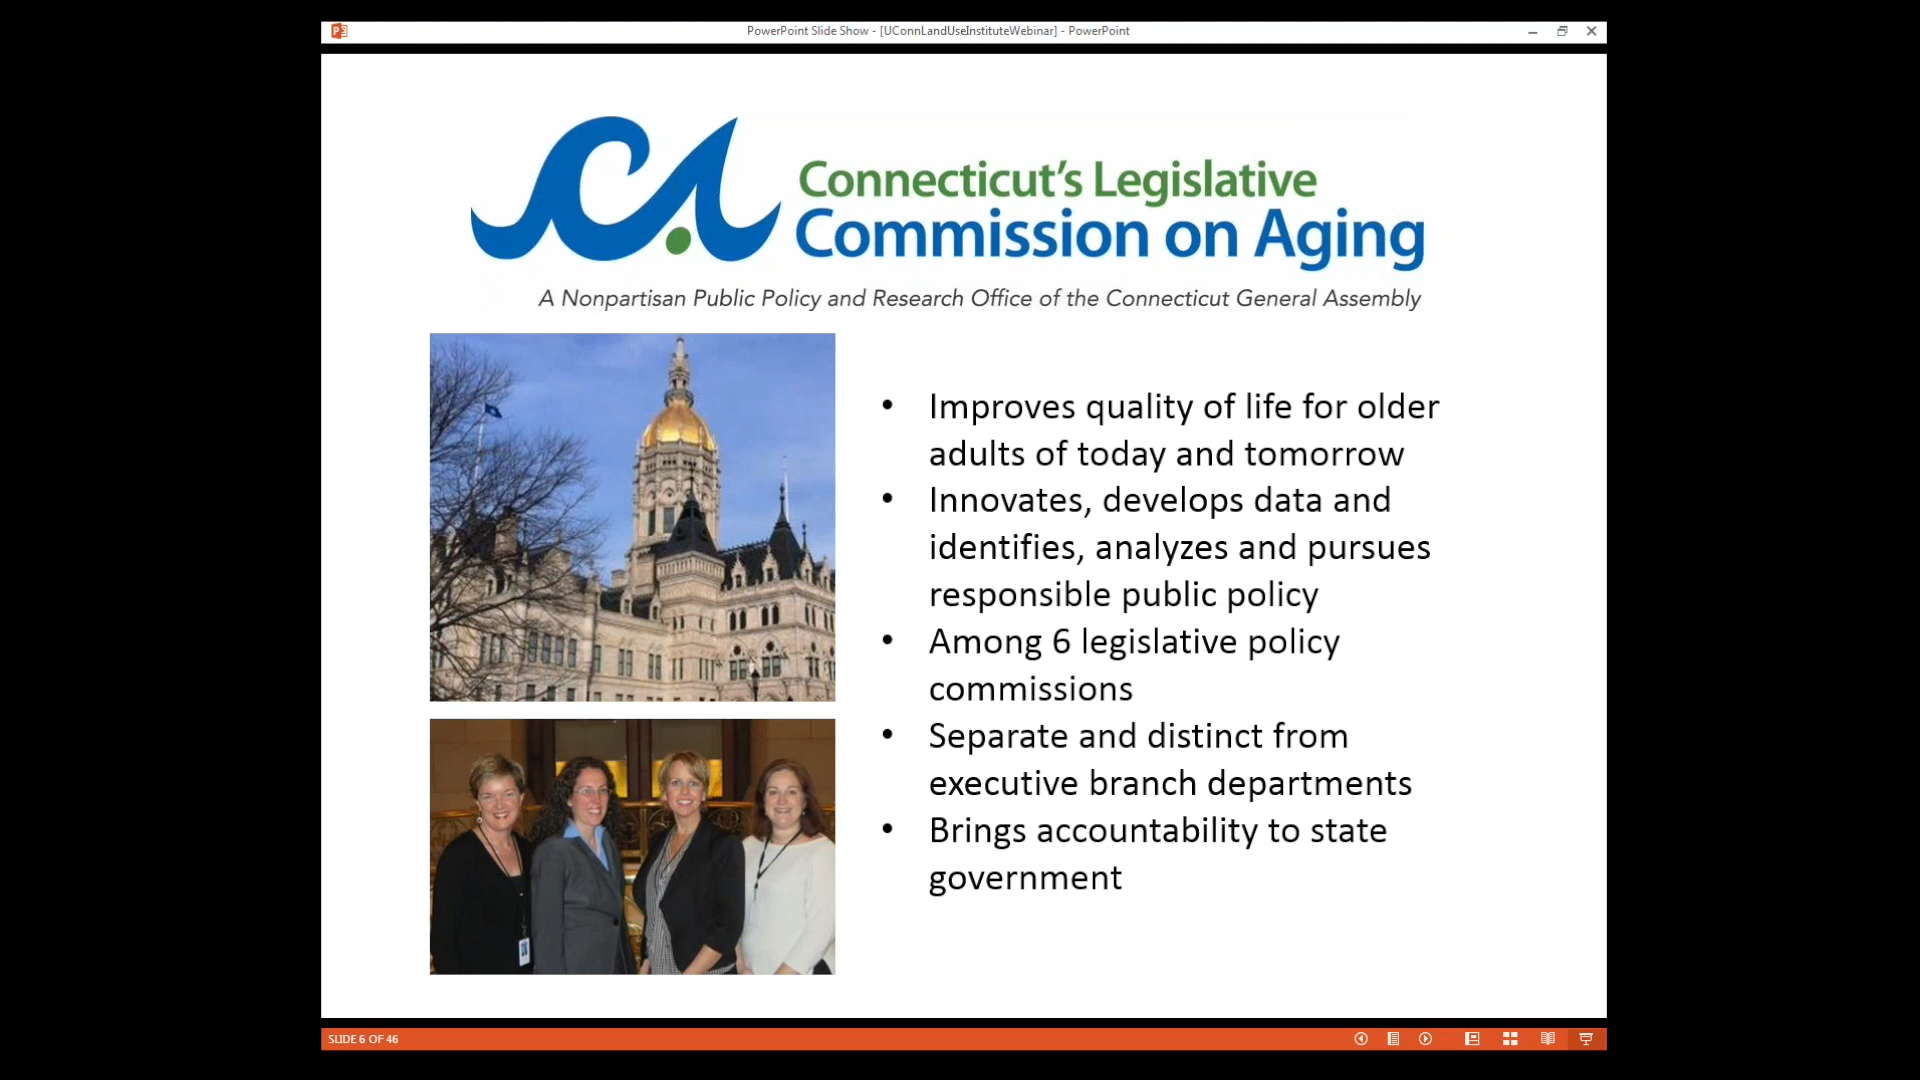 PowerPoint Slide Show - [UConnLandUseInstituteWebinar] - PowerPoint
Connecticut's Legislative
Commission on Aging
A Nonpartisan Public Policy and Research Office of the Connecticut General Assembly
• Improves quality of life for older
adults of today and tomorrow
• Innovates, develops data and
identifies, analyzes and pursues
responsible public policy
• Among 6 legislative policy
commissions
• Separate and distinct from
executive branch departments
• Brings accountability to state
government
SLIDE 6 OF 46